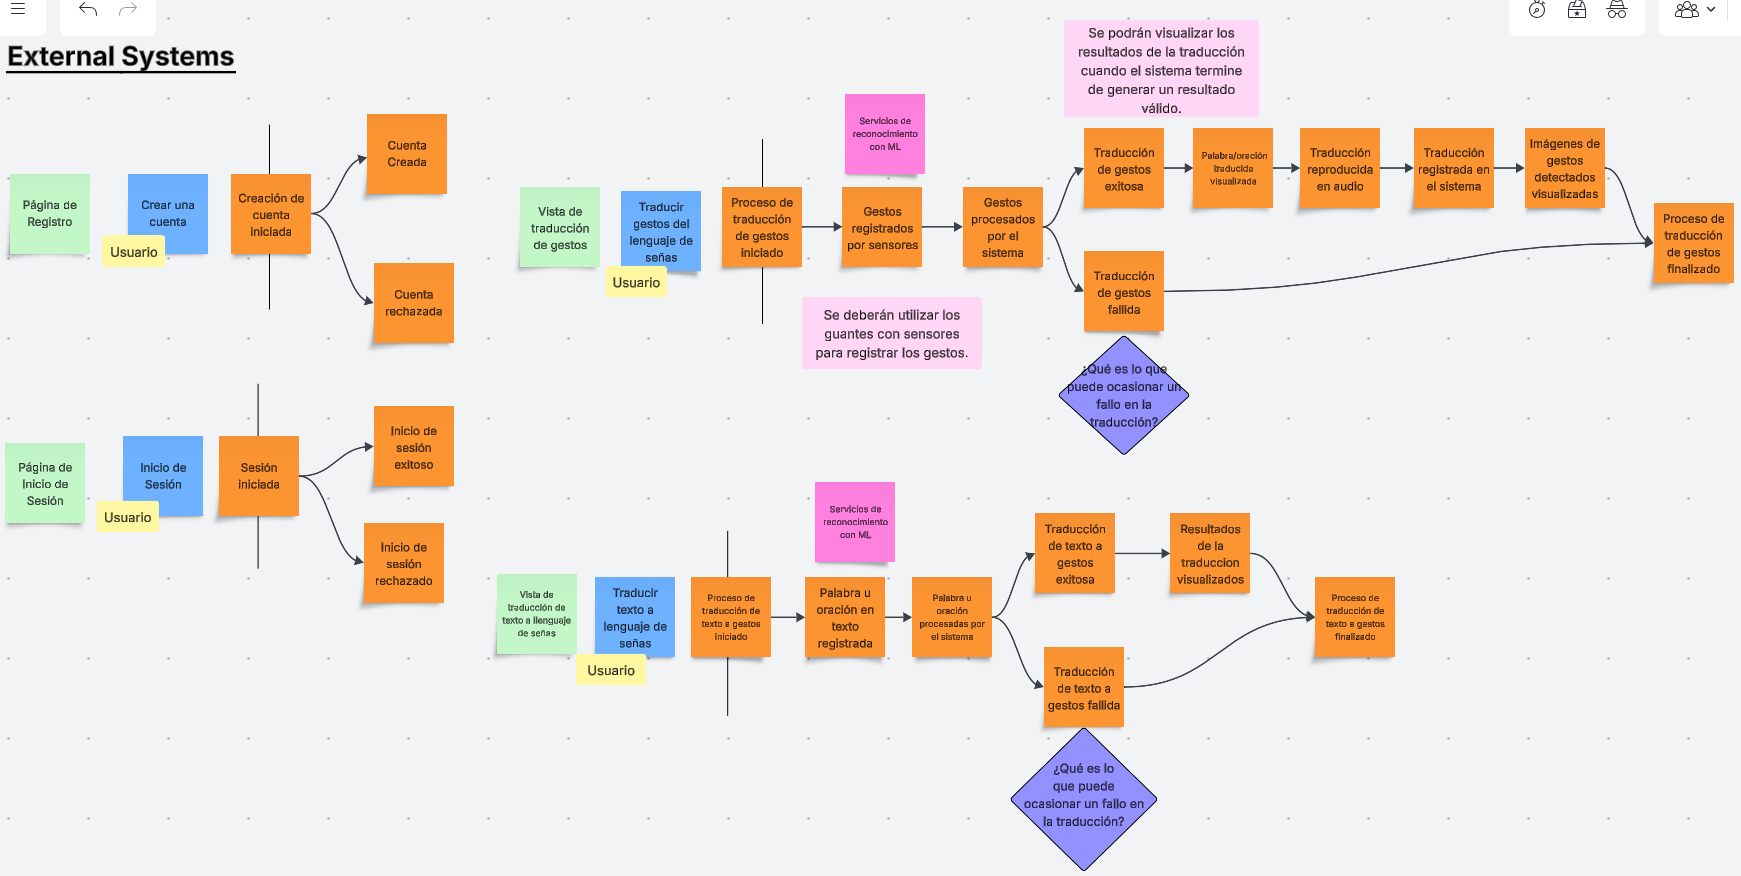 External Systems
Página de
Registro
Crear una
cuenta
Usuario
Creación de
cuenta
iniciada
Cuenta
Creada
Cuenta
rechazada
Página de
Inicio de
Sesión
Inicio de
Sesión
Usuario
Sesión
iniciada
Inicio de
sesión
exitoso
Inicio de
sesión
rechazado
Vista de
traducción
de gestos
Traducir
gestos del
lenguaje de
señas
Usuario
Proceso de
traducción
de gestos
iniciado
Servicios de
reconocimiento
con ML
Gestos
registrados
por sensores
Se deberán utilizar los
guantes con sensores
para registrar los gestos.
Gestos
procesados
por el
sistema
Se podrán visualizar los
resultados de la traducción
cuando el sistema termine
de generar un resultado
válido.
Traducción
de gestos
exitosa
Palabra/oración
traducida
visualizada
Traducción
reproducida
en audio
Traducción
registrada en
el sistema
Imágenes de
gestos
detectados
visualizadas
Traducción
de gestos
fallida
¿Qué es lo que
puede ocasionar un
fallo en la
traducción?
Proceso de
traducción
de gestos
finalizado
Vista de
traducción de
texto a llenguaje
de señas
Traducir
texto a
lenguaje de
señas
Usuario
Proceso de
traducción de
texto a gestos
iniciado
Servicios de
reconocimiento
con ML
Palabra u
oración en
texto
registrada
Palabra u
oración
procesadas por
el sistema
Traducción
de texto a
gestos
exitosa
Resultados
de la
traduccion
visualizados
Traducción
de texto a
gestos fallida
¿Qué es lo
que puede
ocasionar un fallo en
la traducción?
Proceso de
traducción de
texto a gestos
finalizado